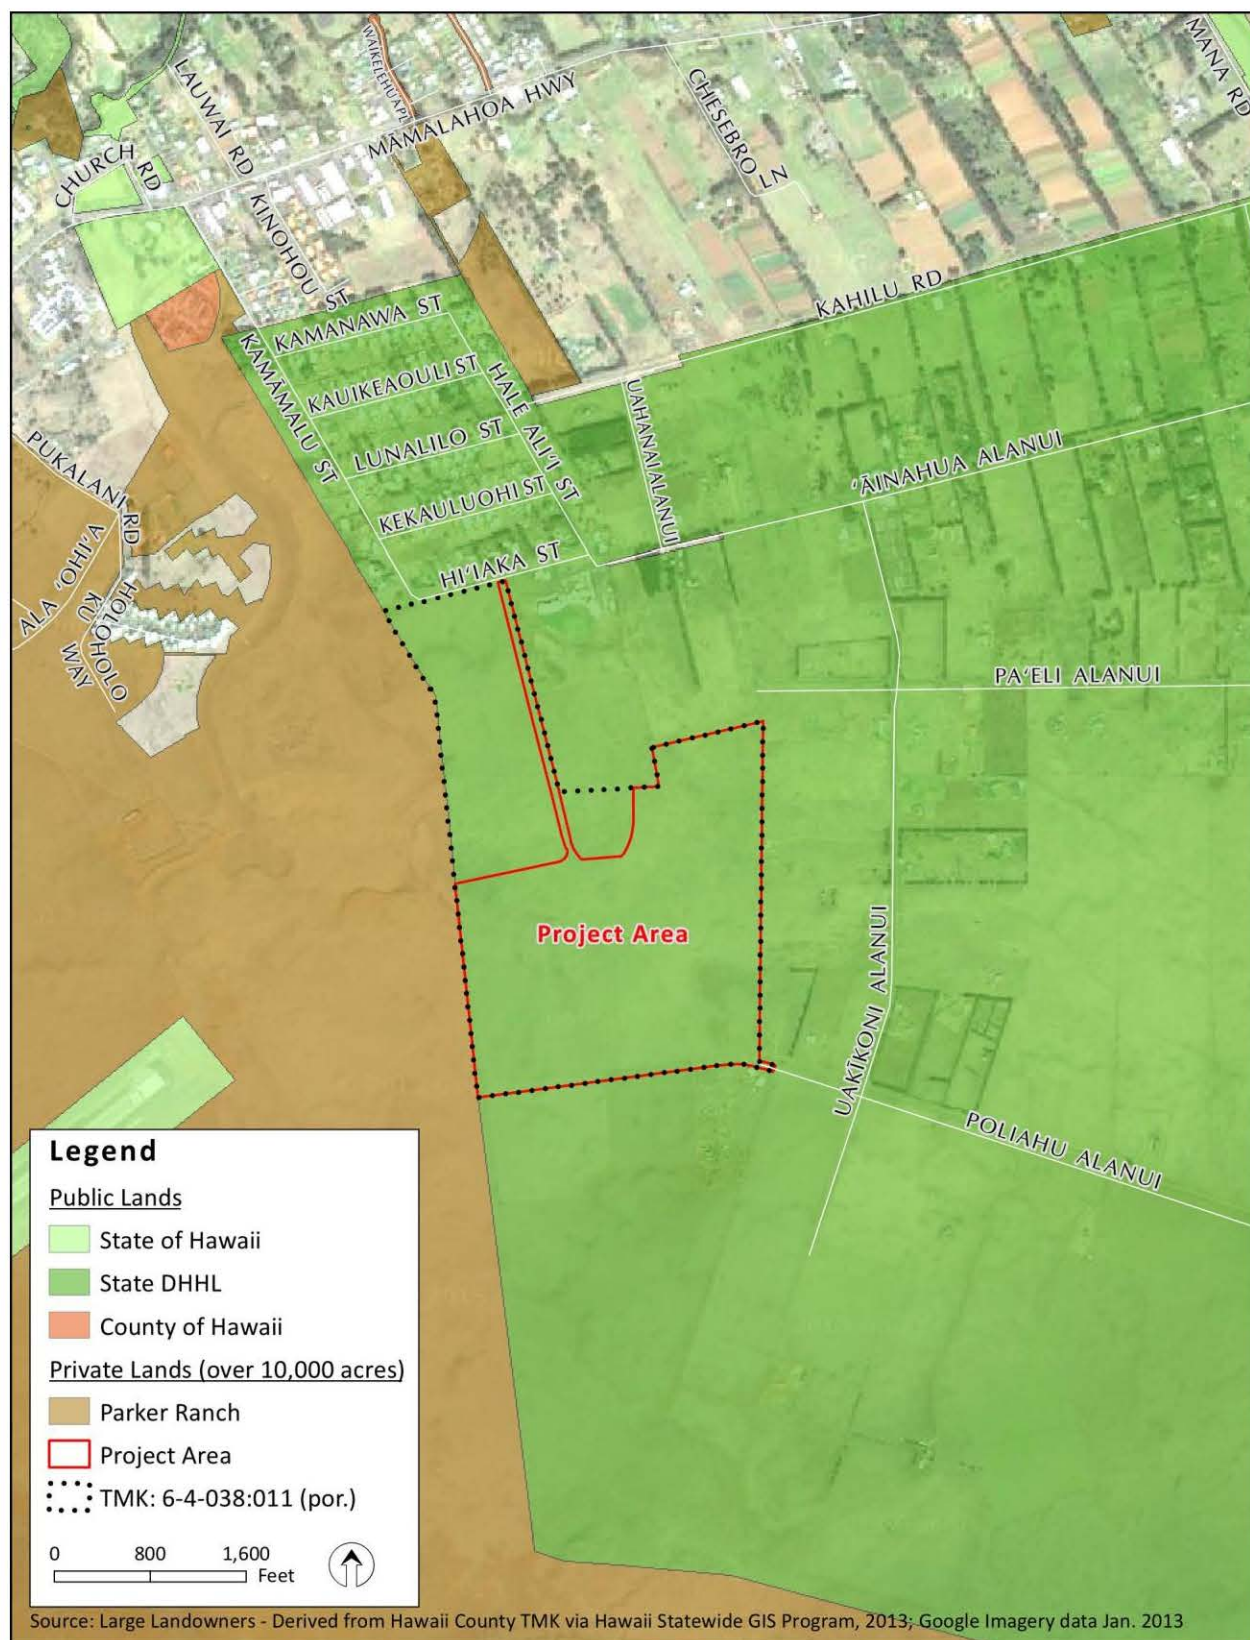 WAIKELEHUA PL
MANA RD
LAUWAI RD
MĀMALAHOA HWY
CHESEBRO LN
CHURCH RD
KINOHOU ST
KAHILU RD
KAMANAWA ST
KAMĀMALU ST
KAUIKEAOULI ST
HALE ALI‘I ST
UAHANAI ALANUI
LUNALILO ST
‘ĀINAHUA ALANUI
PUKALANI RD
KEKAULUOHI ST
HI‘IAKA ST
ALA ‘OHI‘A
HOLOHOLO
KU
WAY
PA‘ELI ALANUI
Project Area
UAKĪKONI ALANUI
POLIAHU ALANUI
Legend
Public Lands
State of Hawaii
State DHHL
County of Hawaii
Private Lands (over 10,000 acres)
Parker Ranch
Project Area
TMK: 6-4-038:011 (por.)
0 800 1,600
Feet
Source: Large Landowners - Derived from Hawaii County TMK via Hawaii Statewide GIS Program, 2013; Google Imagery data Jan. 2013